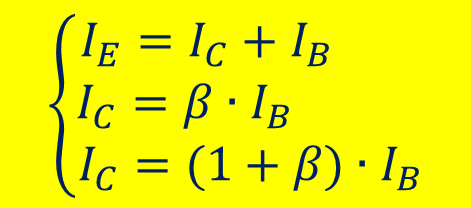 I_E = I_C + I_B
I_C = β · I_B
I_C = (1 + β) · I_B